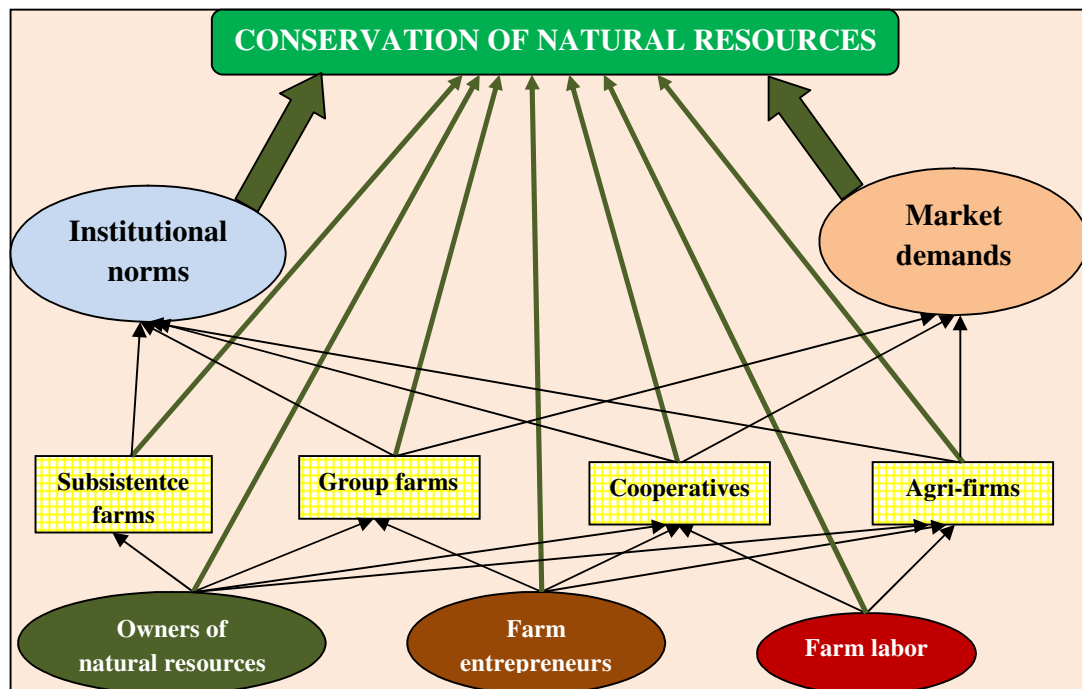 CONSERVATION OF NATURAL RESOURCES
Institutional
norms
Market
demands
Subsistentce
farms
Group farms
Cooperatives
Agri-firms
Owners of
natural resources
Farm
entrepreneurs
Farm labor